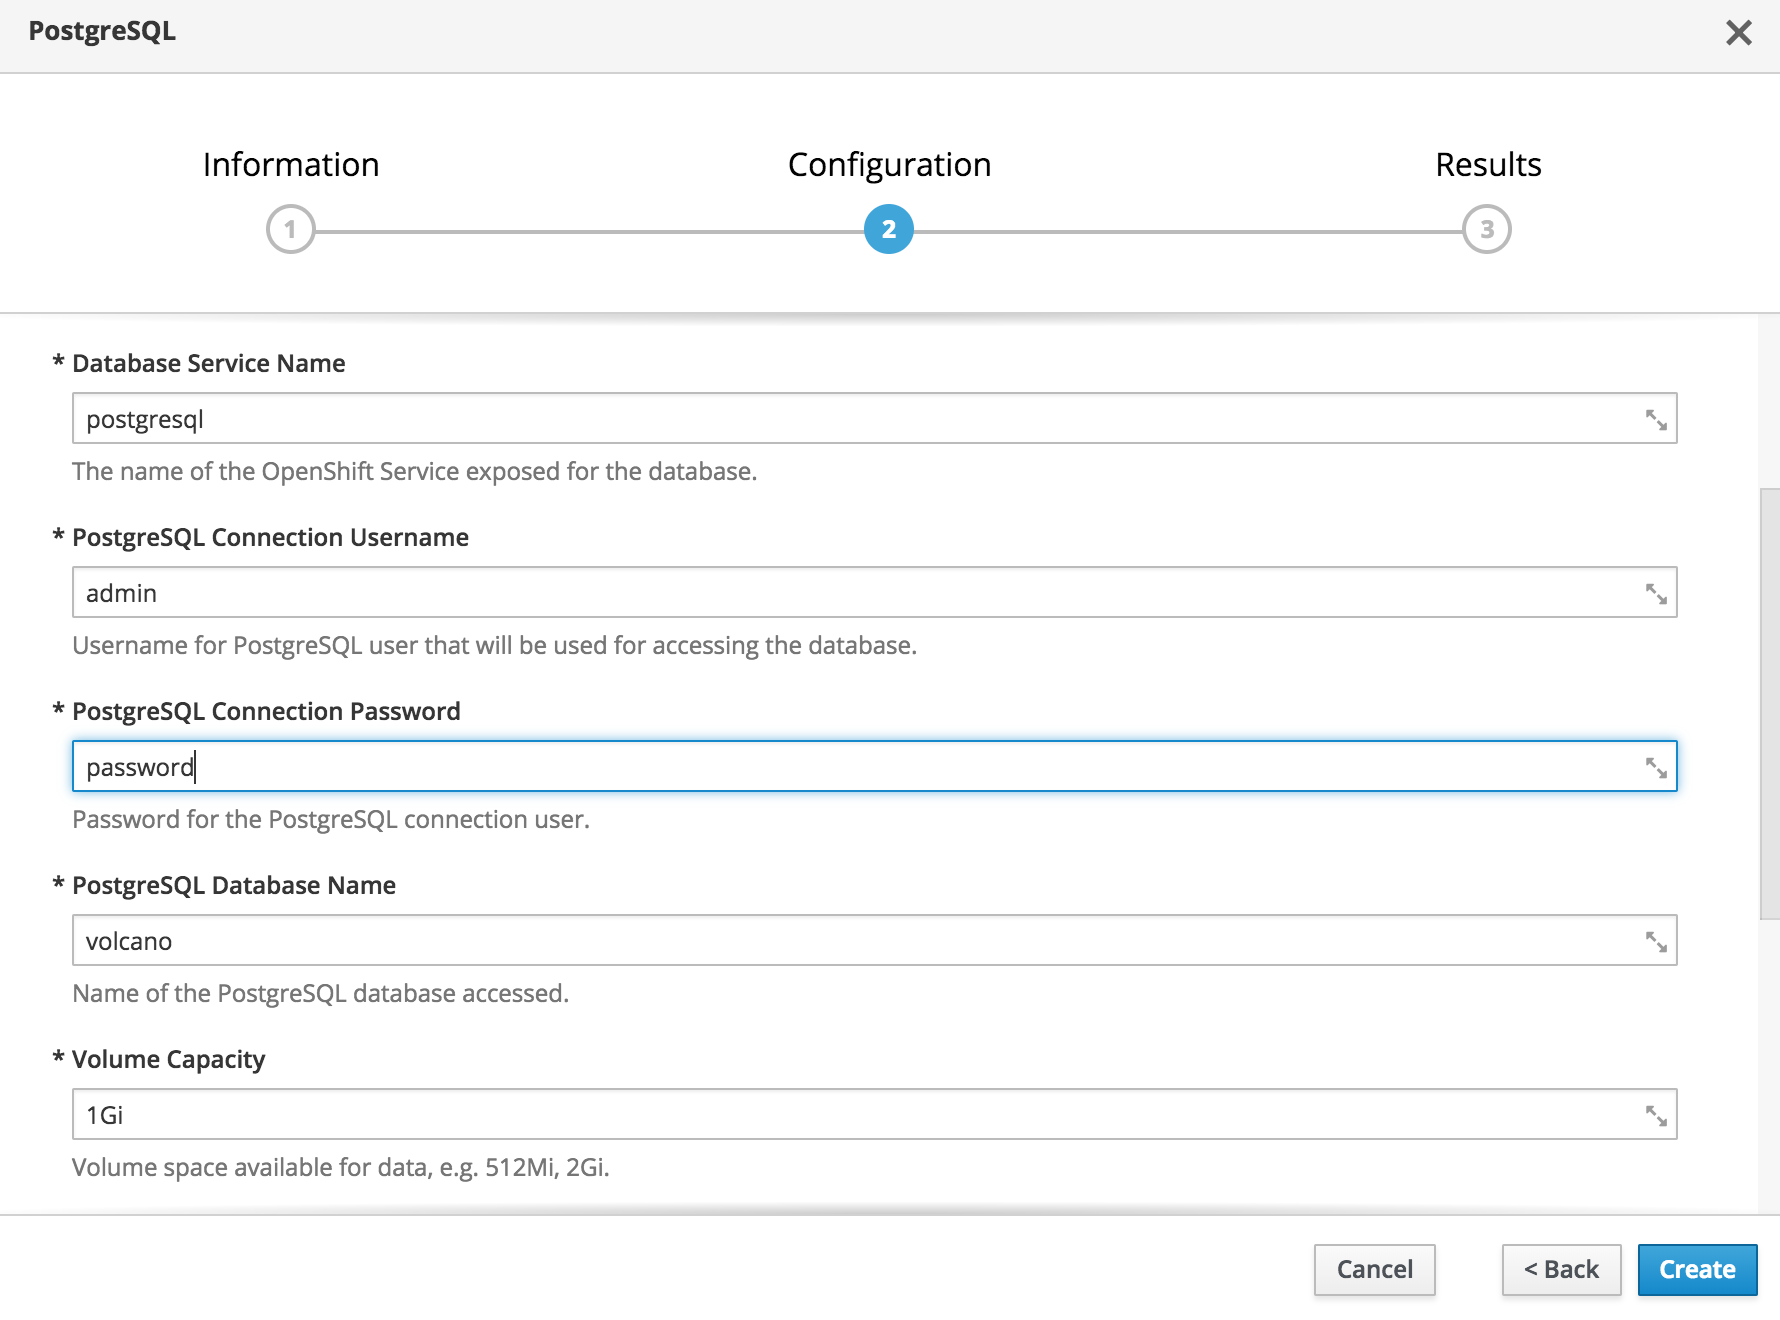 PostgreSQL
Information Configuration Results
1 2 3
* Database Service Name
postgresql
The name of the OpenShift Service exposed for the database.
* PostgreSQL Connection Username
admin
Username for PostgreSQL user that will be used for accessing the database.
* PostgreSQL Connection Password
password
Password for the PostgreSQL connection user.
* PostgreSQL Database Name
volcano
Name of the PostgreSQL database accessed.
* Volume Capacity
1Gi
Volume space available for data, e.g. 512Mi, 2Gi.
Cancel < Back Create